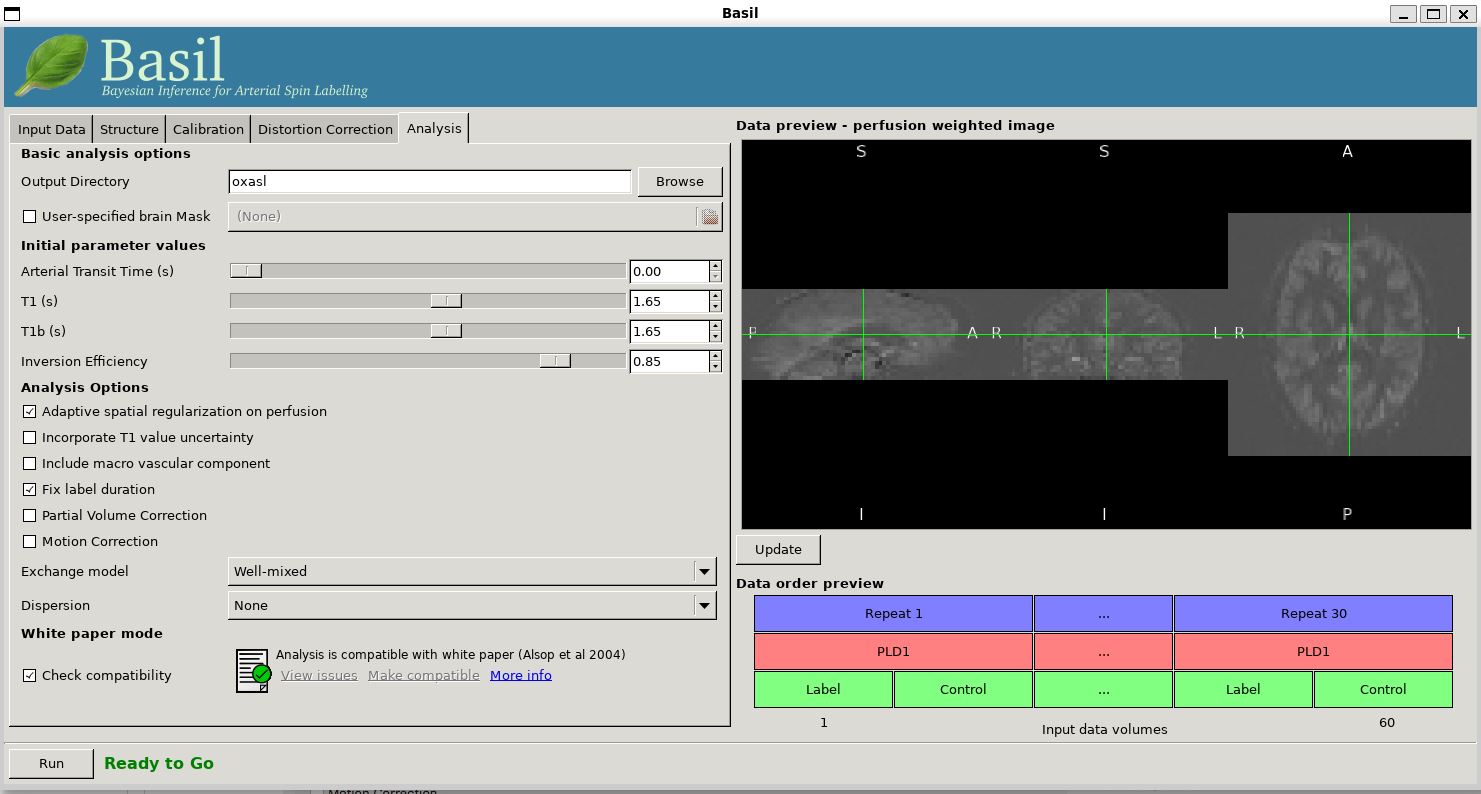 Basil
Basil
Bayesian Inference for Arterial Spin Labelling
Input Data
Structure
Calibration
Distortion Correction
Analysis
Basic analysis options
Output Directory
oxasl
Browse
User-specified brain Mask
(None)
Initial parameter values
Arterial Transit Time (s)
0.00
T1 (s)
1.65
T1b (s)
1.65
Inversion Efficiency
0.85
Analysis Options
Adaptive spatial regularization on perfusion
Incorporate T1 value uncertainty
Include macro vascular component
Fix label duration
Partial Volume Correction
Motion Correction
Exchange model
Well-mixed
Dispersion
None
White paper mode
Check compatibility
Analysis is compatible with white paper (Alsop et al 2004)
View issues
Make compatible
More info
Data preview - perfusion weighted image
S
S
A
P
A
R
L
R
L
I
I
P
Update
Data order preview
Repeat 1
...
Repeat 30
PLD1
...
PLD1
Label
Control
...
Label
Control
1
Input data volumes
60
Run
Ready to Go
Motion Correction